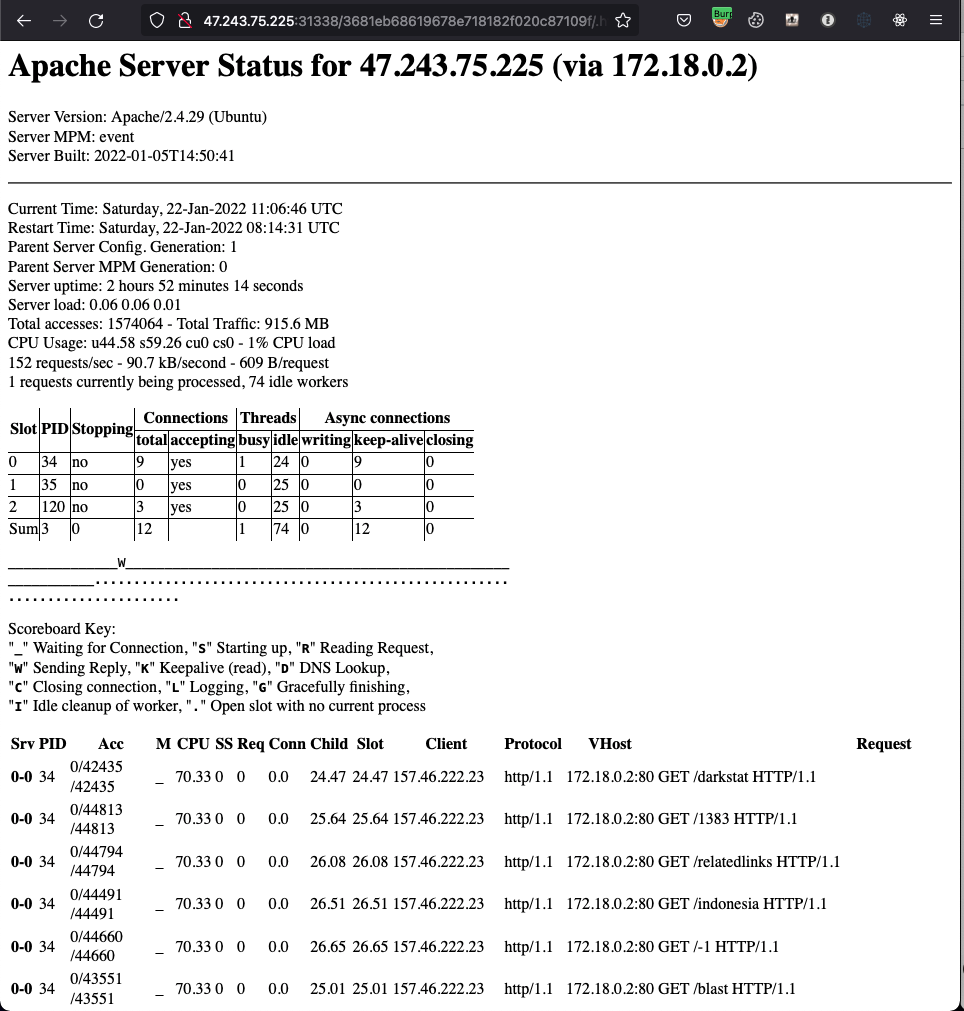 47.243.75.225:31338/3681eb68619678e718182f020c87109f/.h
Burr
Apache Server Status for 47.243.75.225 (via 172.18.0.2)
Server Version: Apache/2.4.29 (Ubuntu)
Server MPM: event
Server Built: 2022-01-05T14:50:41
Current Time: Saturday, 22-Jan-2022 11:06:46 UTC
Restart Time: Saturday, 22-Jan-2022 08:14:31 UTC
Parent Server Config. Generation: 1
Parent Server MPM Generation: 0
Server uptime: 2 hours 52 minutes 14 seconds
Server load: 0.06 0.06 0.01
Total accesses: 1574064 - Total Traffic: 915.6 MB
CPU Usage: u44.58 s59.26 cu0 cs0 - 1% CPU load
152 requests/sec - 90.7 kB/second - 609 B/request
1 requests currently being processed, 74 idle workers
Slot PID Stopping Connections Threads Async connections
total accepting busy idle writing keep-alive closing
0 34 no 9 yes 1 24 0 9 0
1 35 no 0 yes 0 25 0 0 0
2 120 no 3 yes 0 25 0 3 0
Sum 3 0 12 1 74 0 12 0
______________W_________________________________________________
___________.....................................................
......................
Scoreboard Key:
"_" Waiting for Connection, "S" Starting up, "R" Reading Request,
"W" Sending Reply, "K" Keepalive (read), "D" DNS Lookup,
"C" Closing connection, "L" Logging, "G" Gracefully finishing,
"I" Idle cleanup of worker, "." Open slot with no current process
Srv PID Acc M CPU SS Req Conn Child Slot Client Protocol VHost Request
0-0 34 0/42435/42435 _ 70.33 0 0 0.0 24.47 24.47 157.46.222.23 http/1.1 172.18.0.2:80 GET /darkstat HTTP/1.1
0-0 34 0/44813/44813 _ 70.33 0 0 0.0 25.64 25.64 157.46.222.23 http/1.1 172.18.0.2:80 GET /1383 HTTP/1.1
0-0 34 0/44794/44794 _ 70.33 0 0 0.0 26.08 26.08 157.46.222.23 http/1.1 172.18.0.2:80 GET /relatedlinks HTTP/1.1
0-0 34 0/44491/44491 _ 70.33 0 0 0.0 26.51 26.51 157.46.222.23 http/1.1 172.18.0.2:80 GET /indonesia HTTP/1.1
0-0 34 0/44660/44660 _ 70.33 0 0 0.0 26.65 26.65 157.46.222.23 http/1.1 172.18.0.2:80 GET /-1 HTTP/1.1
0-0 34 0/43551/43551 _ 70.33 0 0 0.0 25.01 25.01 157.46.222.23 http/1.1 172.18.0.2:80 GET /blast HTTP/1.1